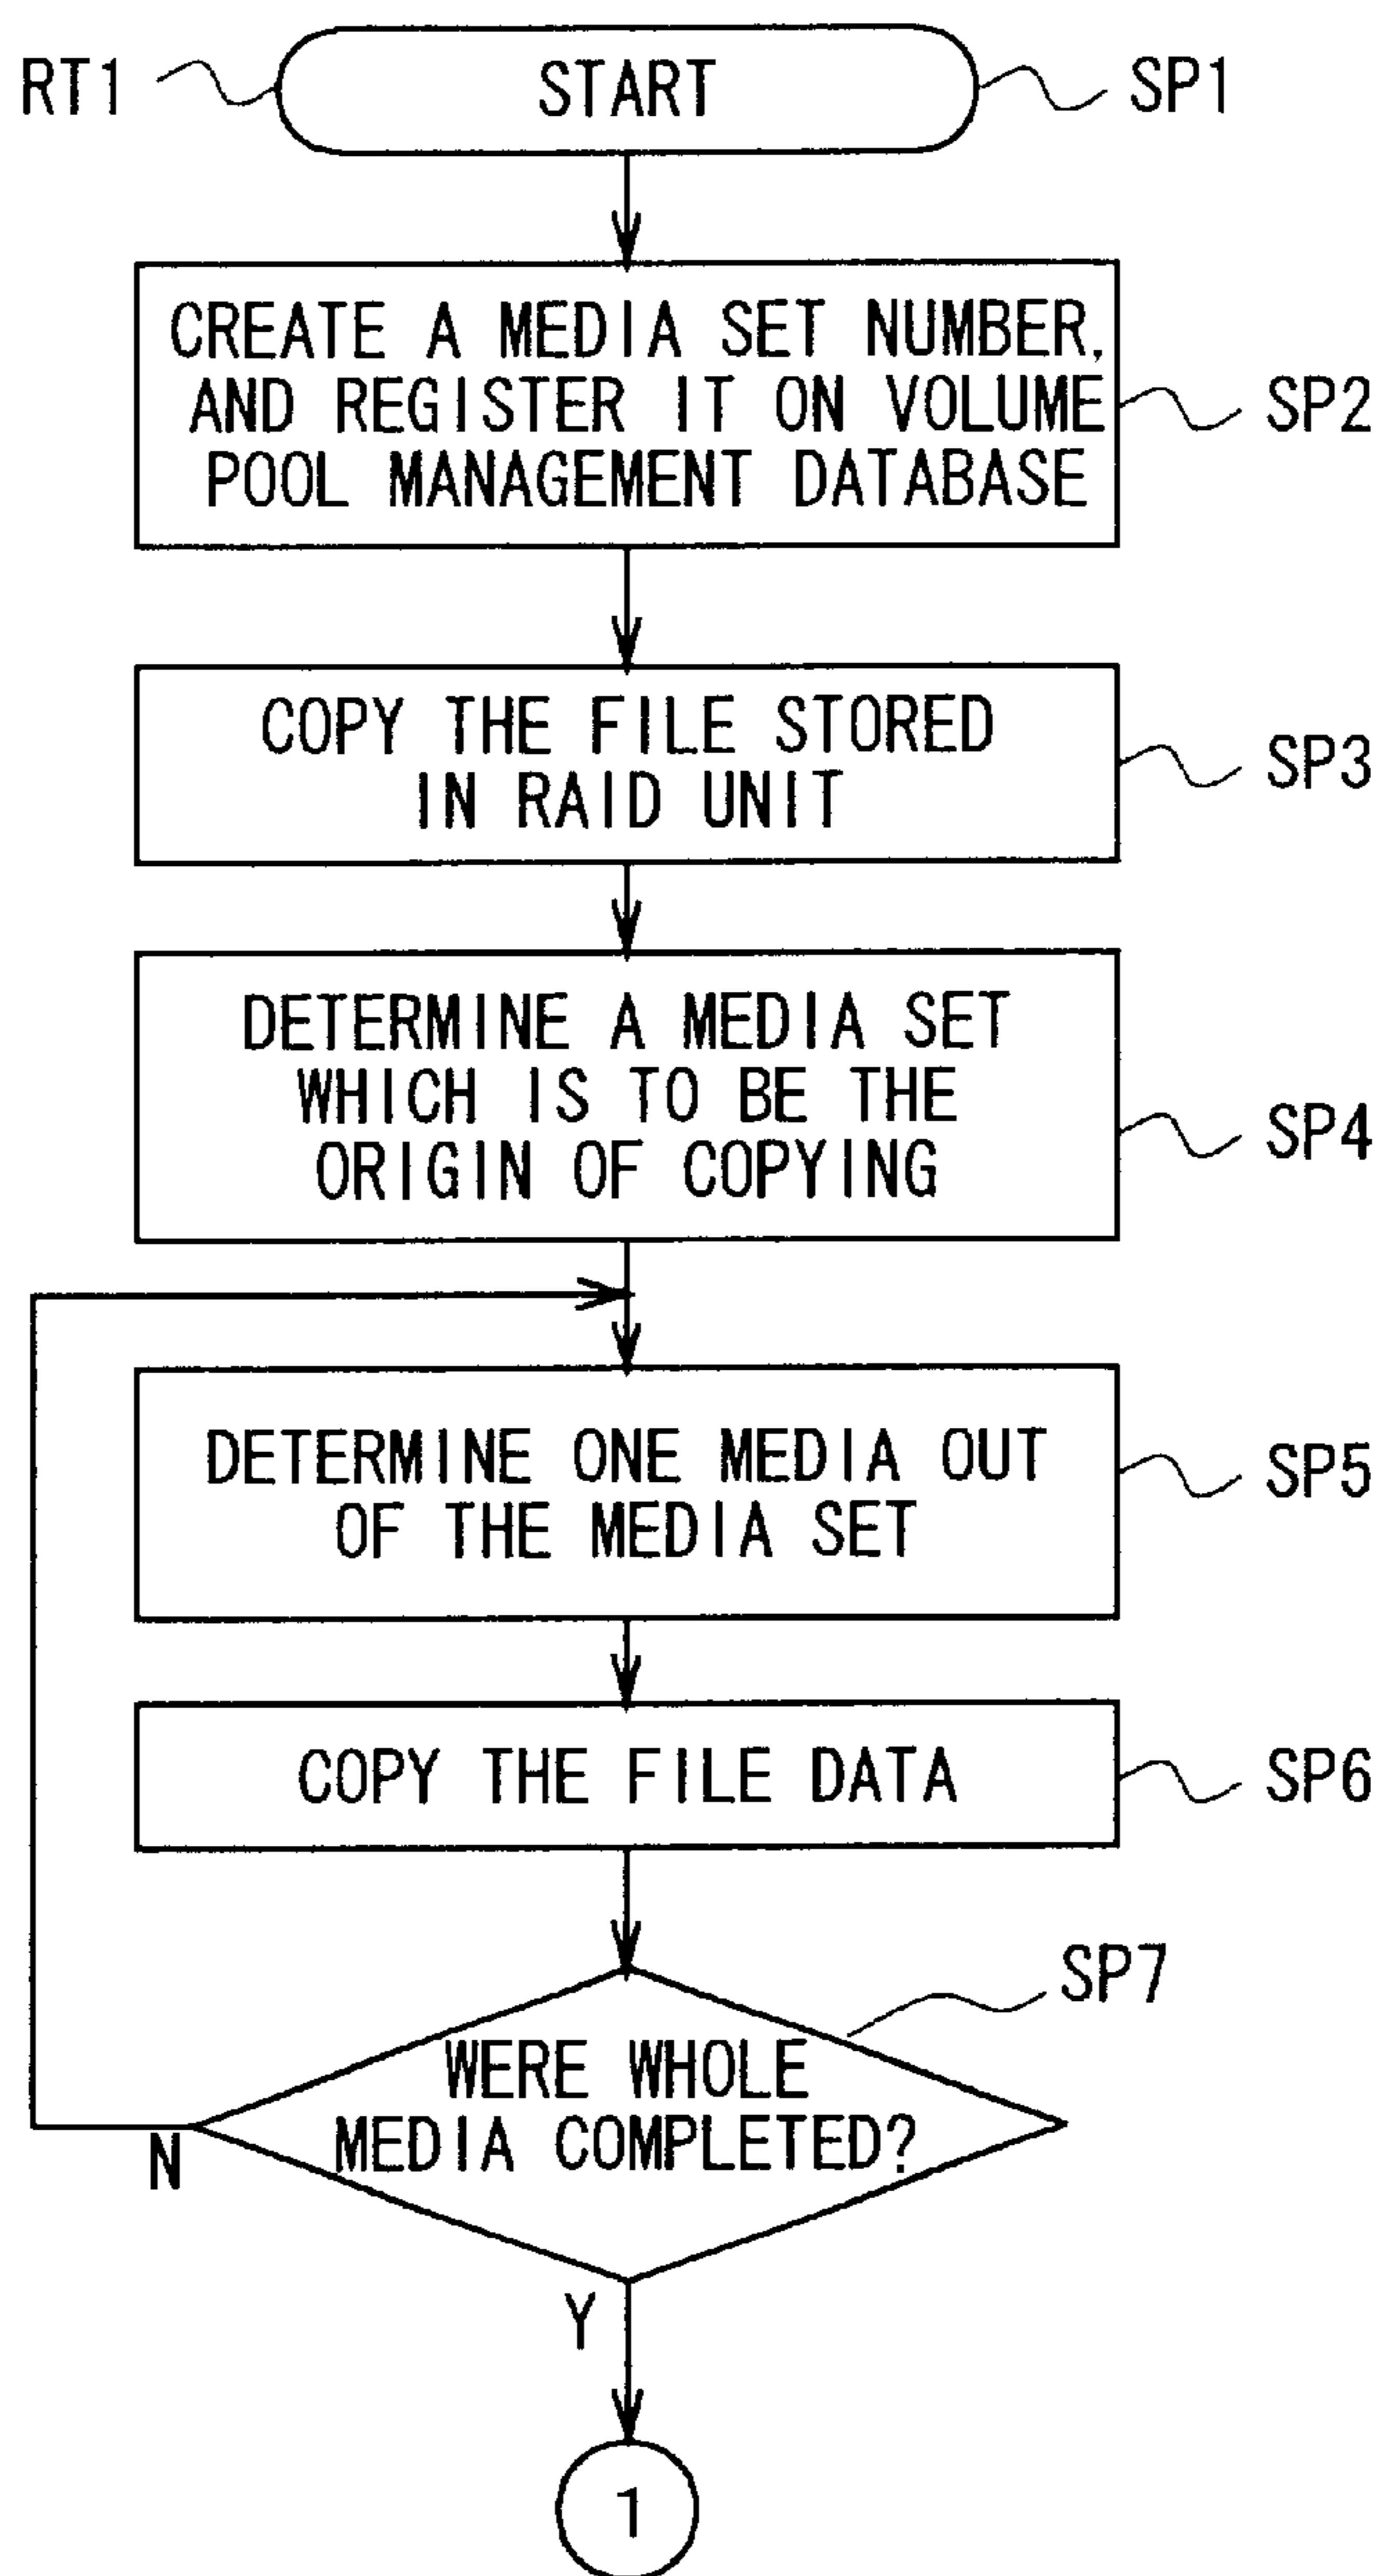 RT1
START
SP1
CREATE A MEDIA SET NUMBER,
AND REGISTER IT ON VOLUME
POOL MANAGEMENT DATABASE
SP2
COPY THE FILE STORED
IN RAID UNIT
SP3
DETERMINE A MEDIA SET
WHICH IS TO BE THE
ORIGIN OF COPYING
SP4
DETERMINE ONE MEDIA OUT
OF THE MEDIA SET
SP5
COPY THE FILE DATA
SP6
SP7
WERE WHOLE
MEDIA COMPLETED?
N
Y
1